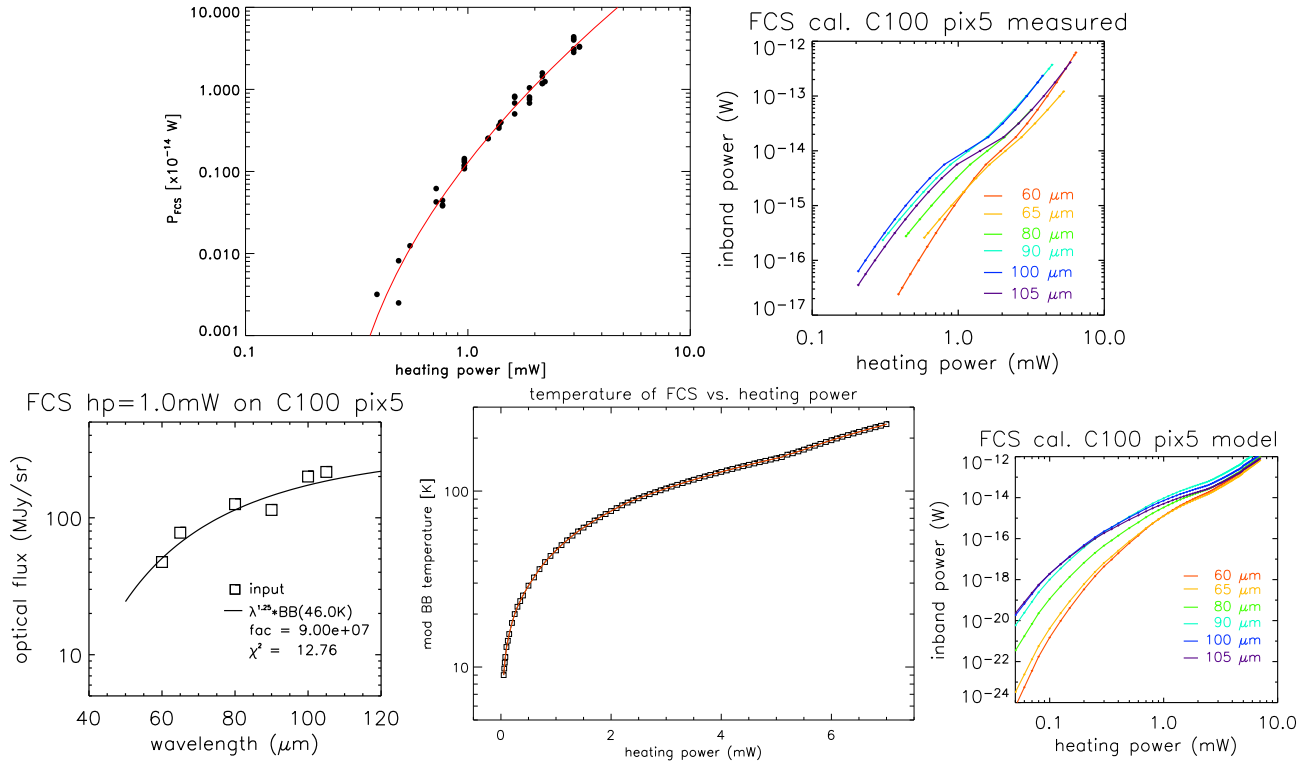 10.000
1.000
0.100
0.010
0.001
P_FCS [x10⁻¹⁴ W]
0.1
1.0
10.0
heating power [mW]
FCS cal. C100 pix5 measured
10⁻¹²
10⁻¹³
10⁻¹⁴
10⁻¹⁵
10⁻¹⁶
10⁻¹⁷
inband power (W)
60 μm
65 μm
80 μm
90 μm
100 μm
105 μm
0.1
1.0
10.0
heating power (mW)
FCS hp=1.0mW on C100 pix5
100
10
optical flux (MJy/sr)
input
λ¹·²⁵*BB(46.0K)
fac = 9.00e+07
χ² = 12.76
40
60
80
100
120
wavelength (μm)
temperature of FCS vs. heating power
100
10
mod BB temperature [K]
0
2
4
6
heating power (mW)
FCS cal. C100 pix5 model
10⁻¹²
10⁻¹⁴
10⁻¹⁶
10⁻¹⁸
10⁻²⁰
10⁻²²
10⁻²⁴
inband power (W)
60 μm
65 μm
80 μm
90 μm
100 μm
105 μm
0.1
1.0
10.0
heating power (mW)